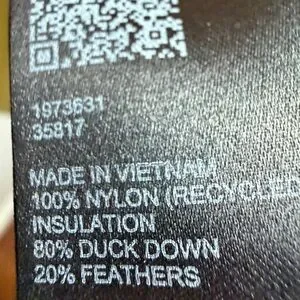 1973631
35817
MADE IN VIETNAM
100% NYLON (RECYCLED
INSULATION
80% DUCK DOWN
20% FEATHERS